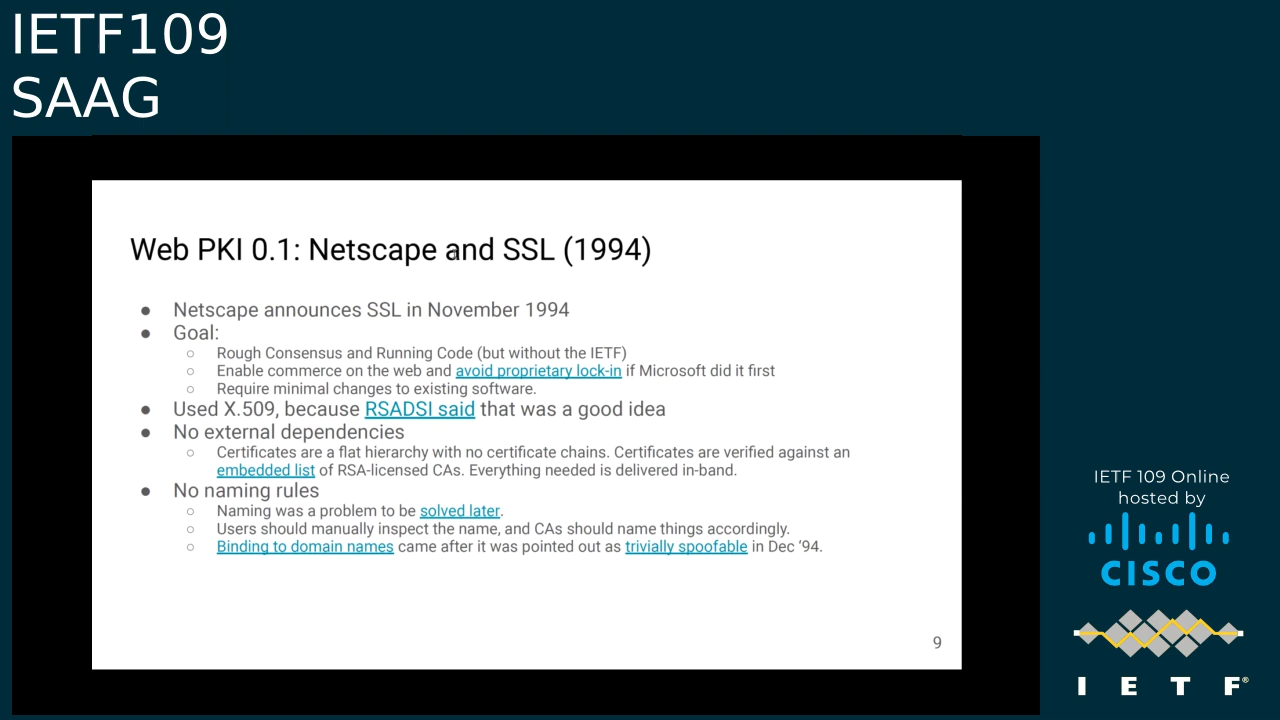 IETF109
SAAG
Web PKI 0.1: Netscape and SSL (1994)
● Netscape announces SSL in November 1994
● Goal:
○ Rough Consensus and Running Code (but without the IETF)
○ Enable commerce on the web and avoid proprietary lock-in if Microsoft did it first
○ Require minimal changes to existing software.
● Used X.509, because RSADSI said that was a good idea
● No external dependencies
○ Certificates are a flat hierarchy with no certificate chains. Certificates are verified against an
embedded list of RSA-licensed CAs. Everything needed is delivered in-band.
● No naming rules
○ Naming was a problem to be solved later.
○ Users should manually inspect the name, and CAs should name things accordingly.
○ Binding to domain names came after it was pointed out as trivially spoofable in Dec ‘94.
9
IETF 109 Online
hosted by
CISCO
I E T F®